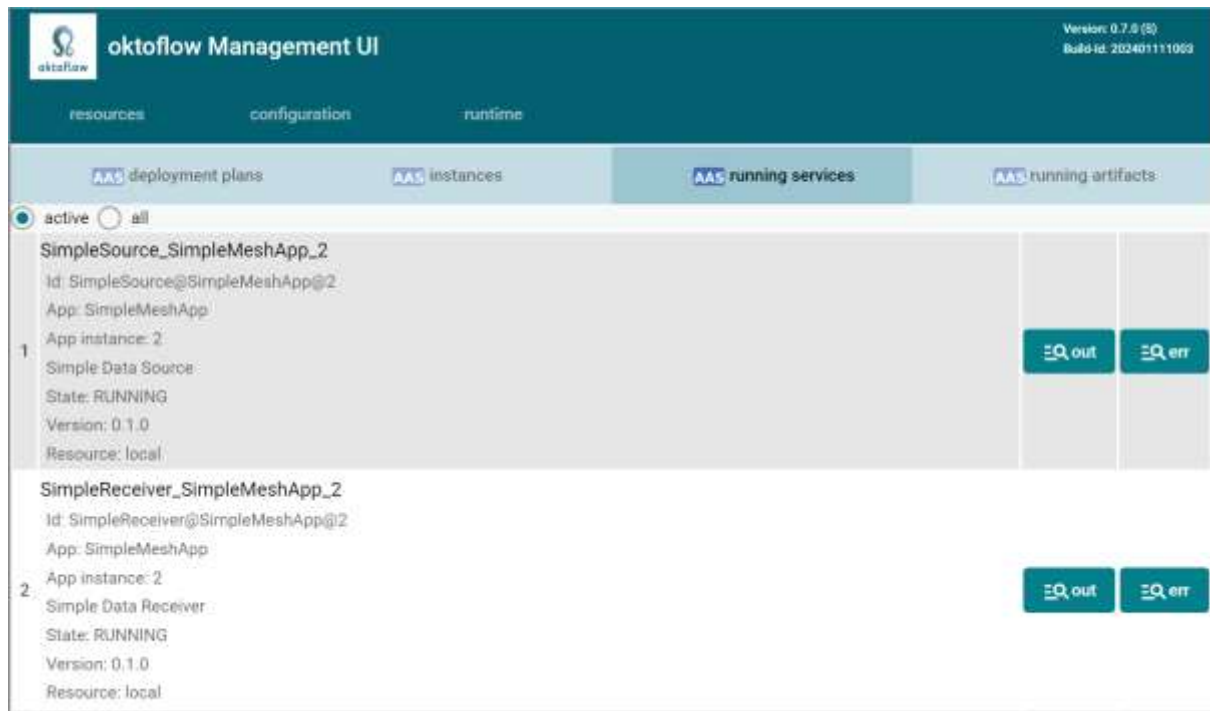 oktoflow
oktoflow Management UI
Version: 0.7.0 (S)
Build-Id: 202401111003
resources configuration runtime
AAS deployment plans AAS instances AAS running services AAS running artifacts
active all
SimpleSource_SimpleMeshApp_2
Id: SimpleSource@SimpleMeshApp@2
App: SimpleMeshApp
App instance: 2
1
Simple Data Source
State: RUNNING
Version: 0.1.0
Resource: local
out err
SimpleReceiver_SimpleMeshApp_2
Id: SimpleReceiver@SimpleMeshApp@2
App: SimpleMeshApp
App instance: 2
2
Simple Data Receiver
State: RUNNING
Version: 0.1.0
Resource: local
out err